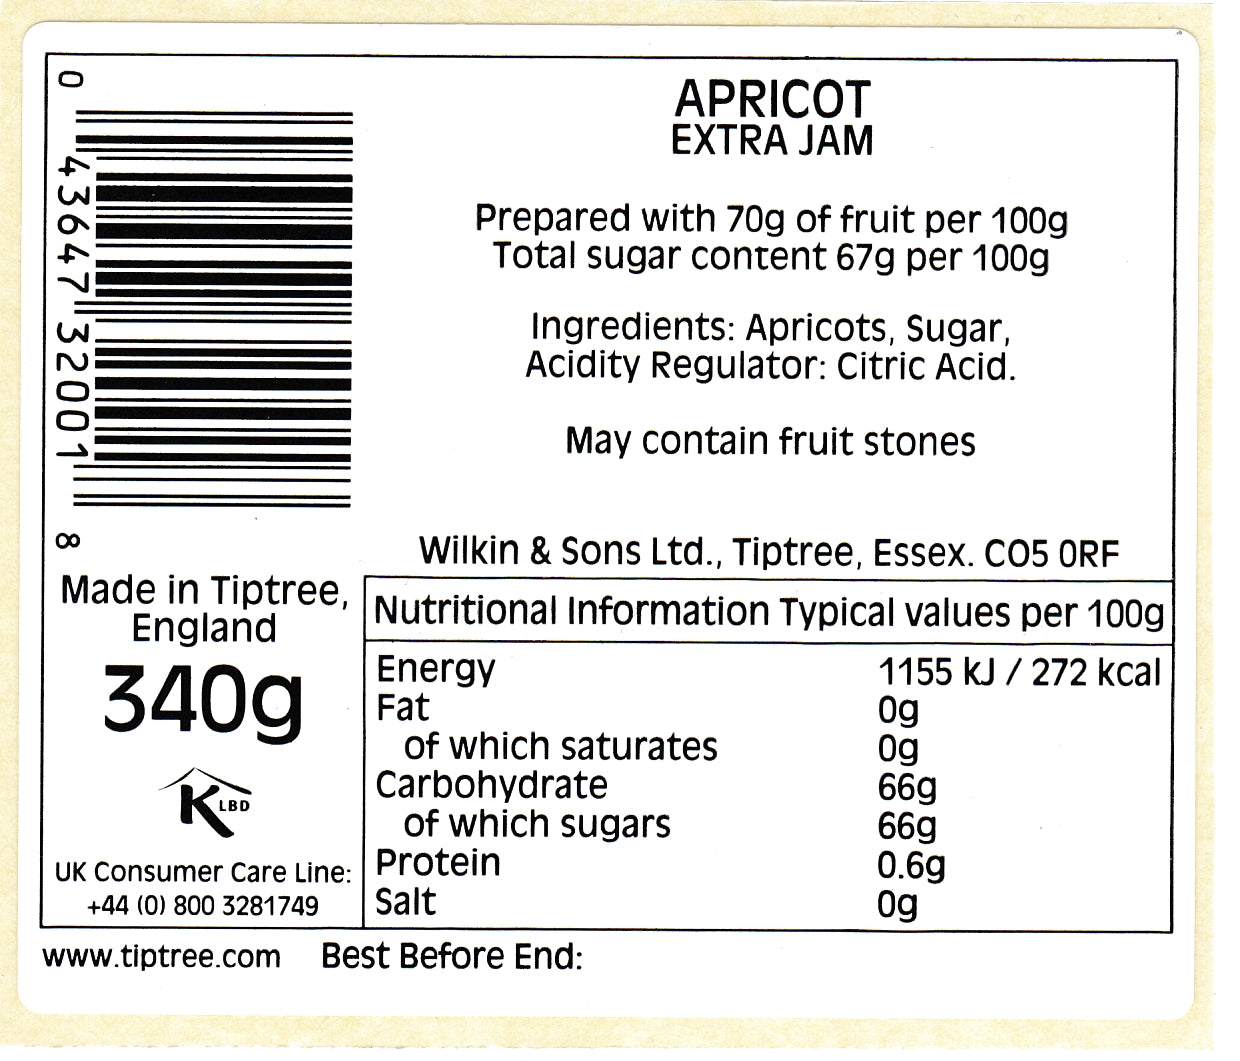 0 43647 32001 8
APRICOT
EXTRA JAM
Prepared with 70g of fruit per 100g
Total sugar content 67g per 100g
Ingredients: Apricots, Sugar,
Acidity Regulator: Citric Acid.
May contain fruit stones
Wilkin & Sons Ltd., Tiptree, Essex. CO5 0RF
Made in Tiptree,
England
340g
K LBD
UK Consumer Care Line:
+44 (0) 800 3281749
Nutritional Information Typical values per 100g
Energy 1155 kJ / 272 kcal
Fat 0g
of which saturates 0g
Carbohydrate 66g
of which sugars 66g
Protein 0.6g
Salt 0g
www.tiptree.com Best Before End: